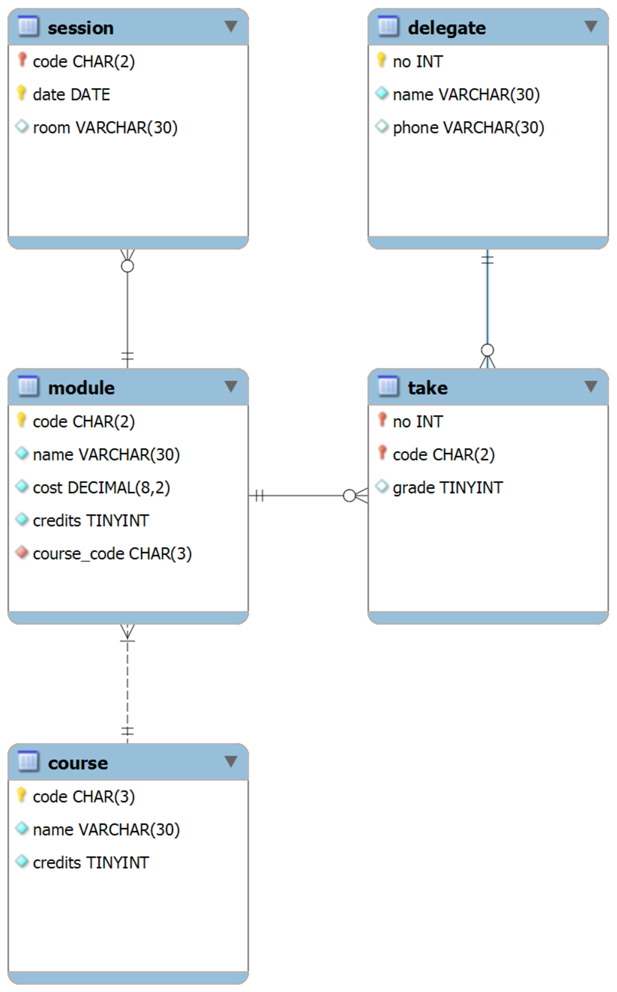 session
code CHAR(2)
date DATE
room VARCHAR(30)
delegate
no INT
name VARCHAR(30)
phone VARCHAR(30)
module
code CHAR(2)
name VARCHAR(30)
cost DECIMAL(8,2)
credits TINYINT
course_code CHAR(3)
take
no INT
code CHAR(2)
grade TINYINT
course
code CHAR(3)
name VARCHAR(30)
credits TINYINT